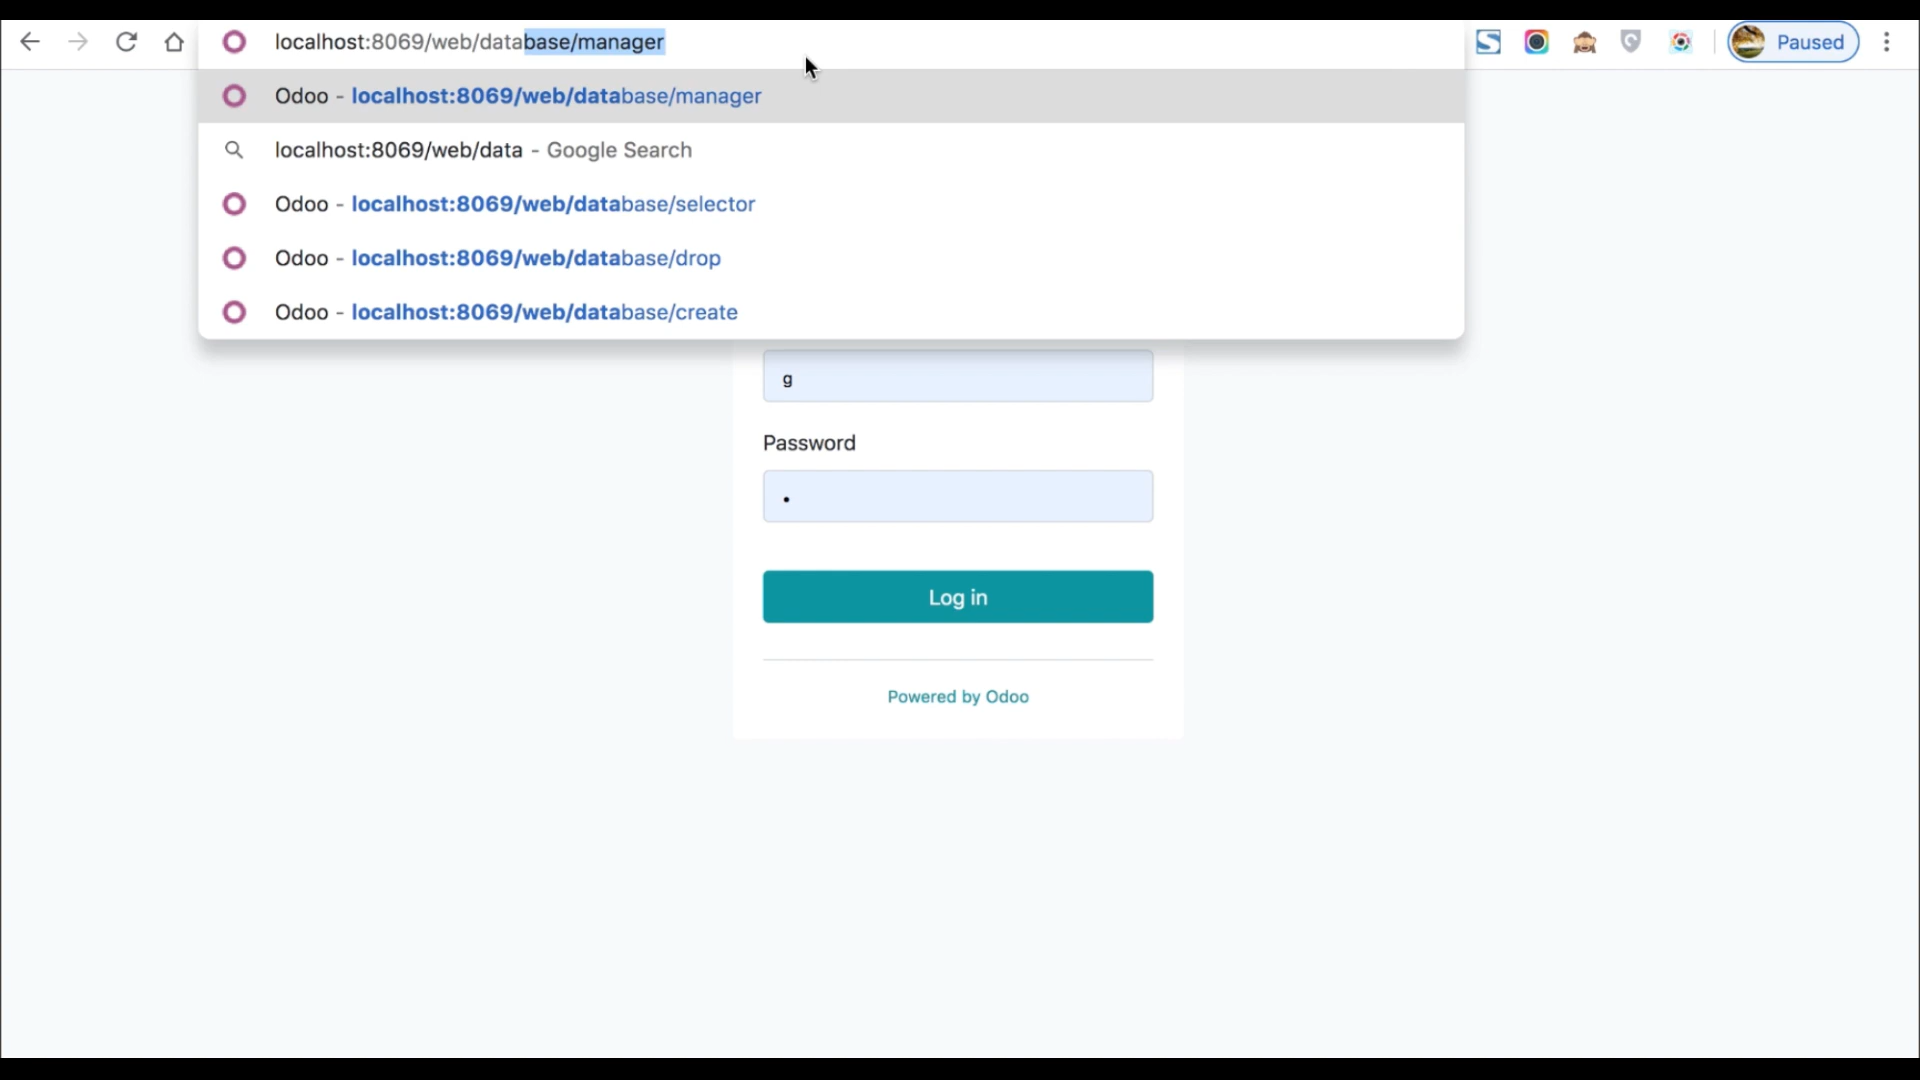 localhost:8069/web/database/manager
Paused
Odoo - localhost:8069/web/database/manager
localhost:8069/web/data - Google Search
Odoo - localhost:8069/web/database/selector
Odoo - localhost:8069/web/database/drop
Odoo - localhost:8069/web/database/create
g
Password
Log in
Powered by Odoo